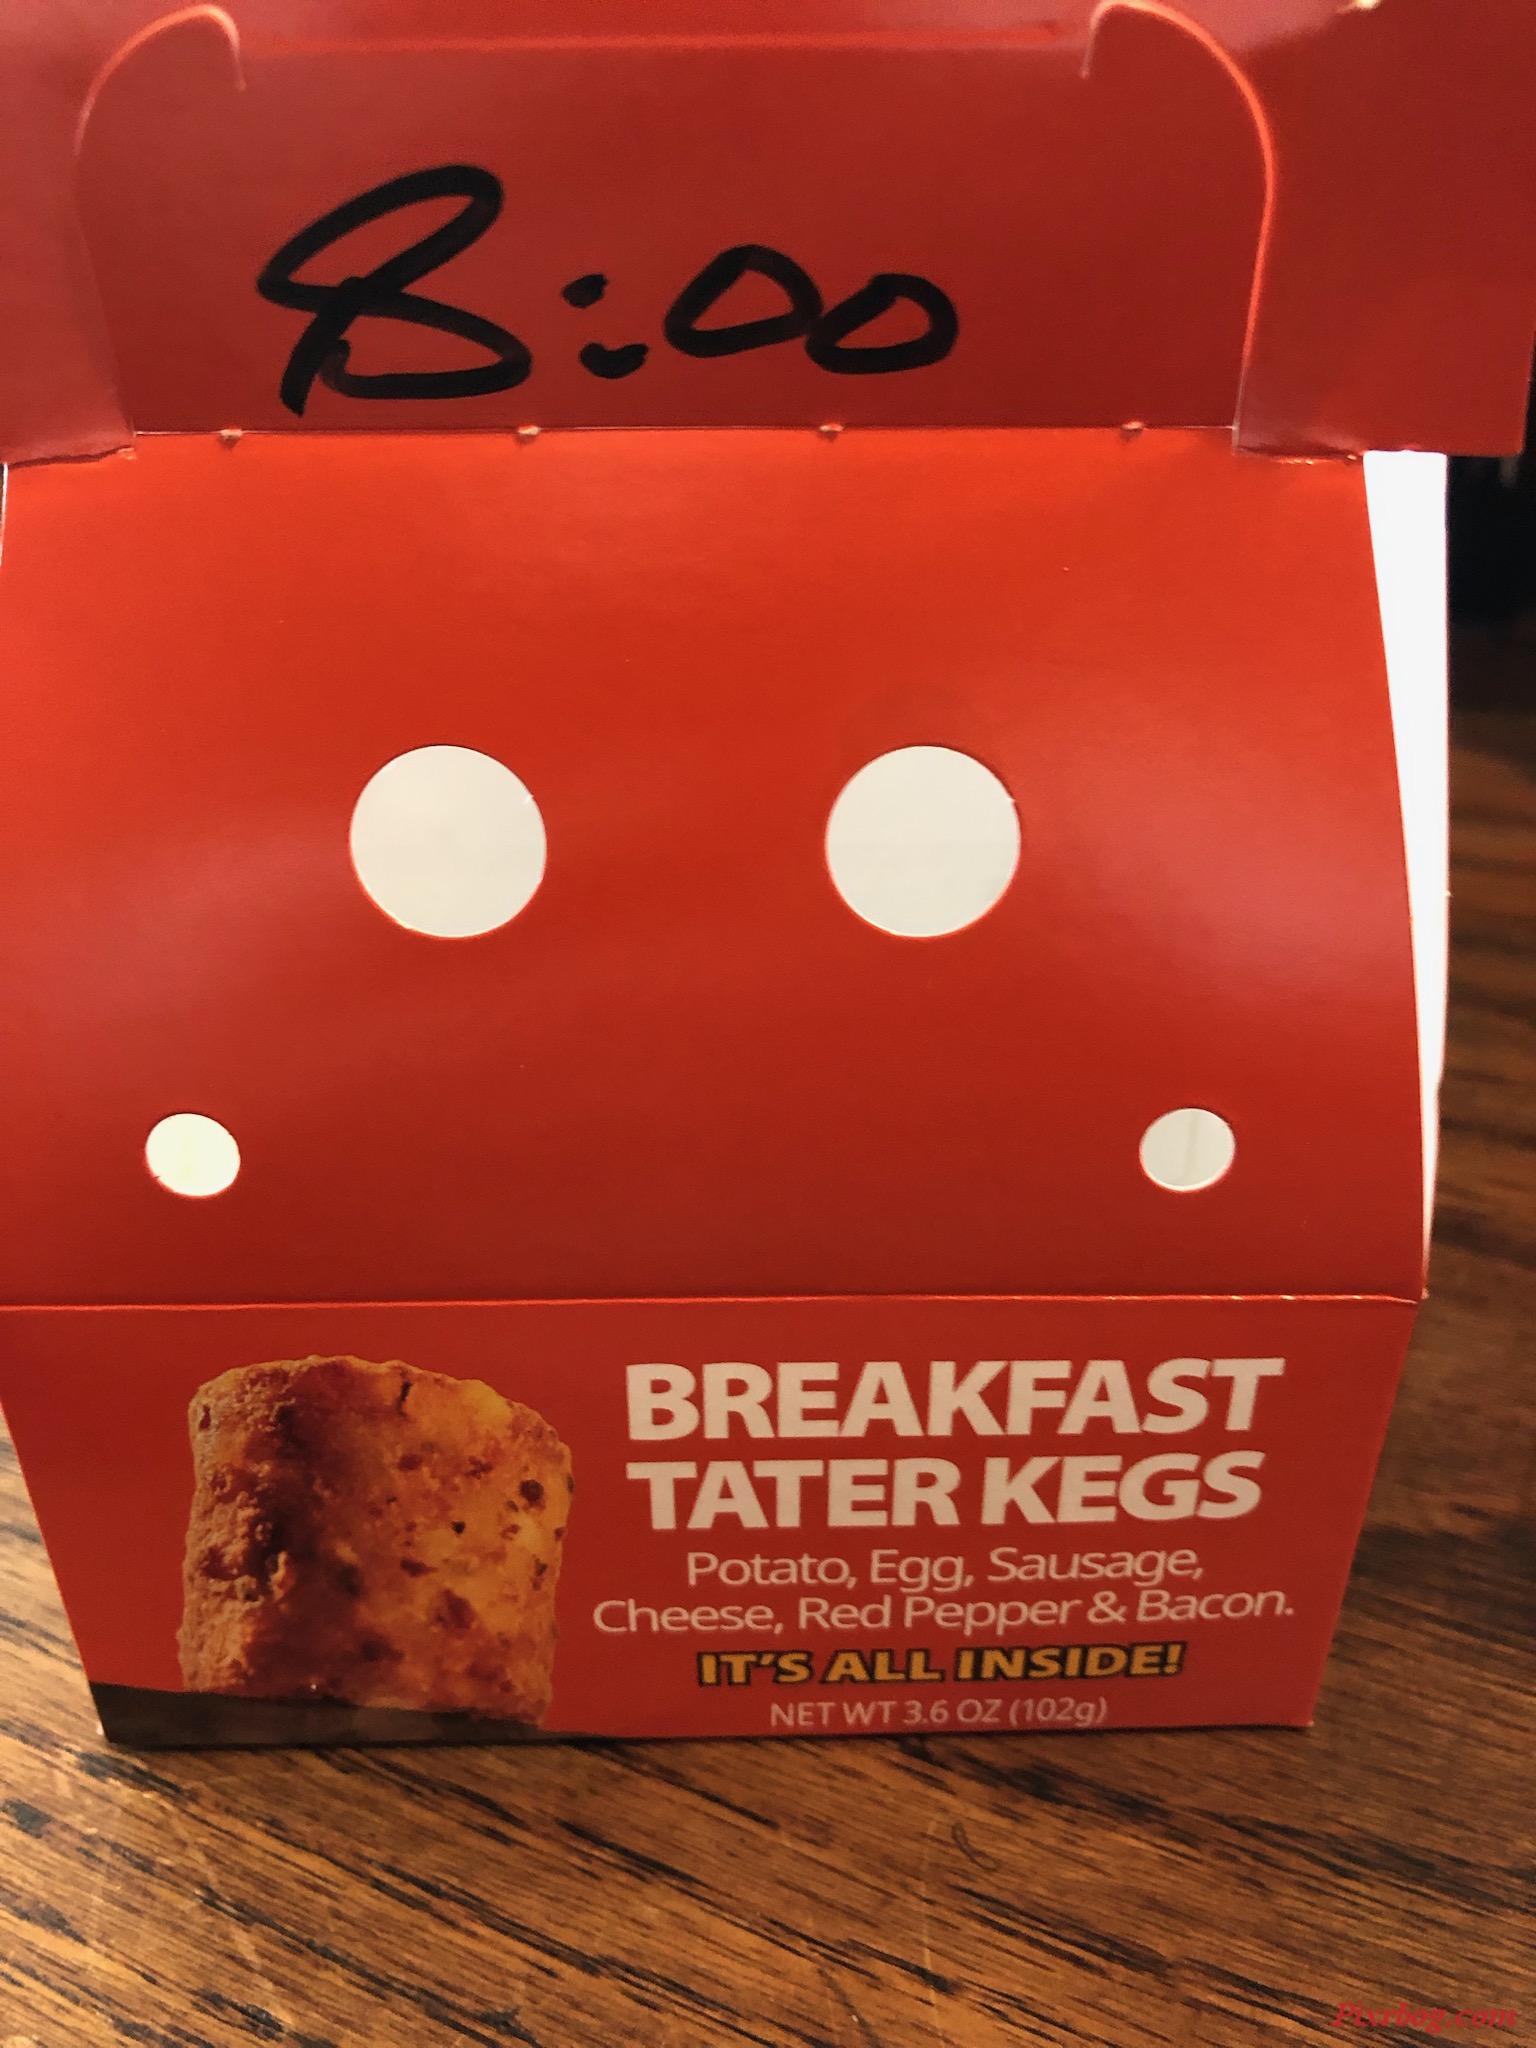 8:00
BREAKFAST
TATER KEGS
Potato, Egg, Sausage,
Cheese, Red Pepper & Bacon.
IT'S ALL INSIDE!
NET WT 3.6 OZ (102g)
Pixrbog.com